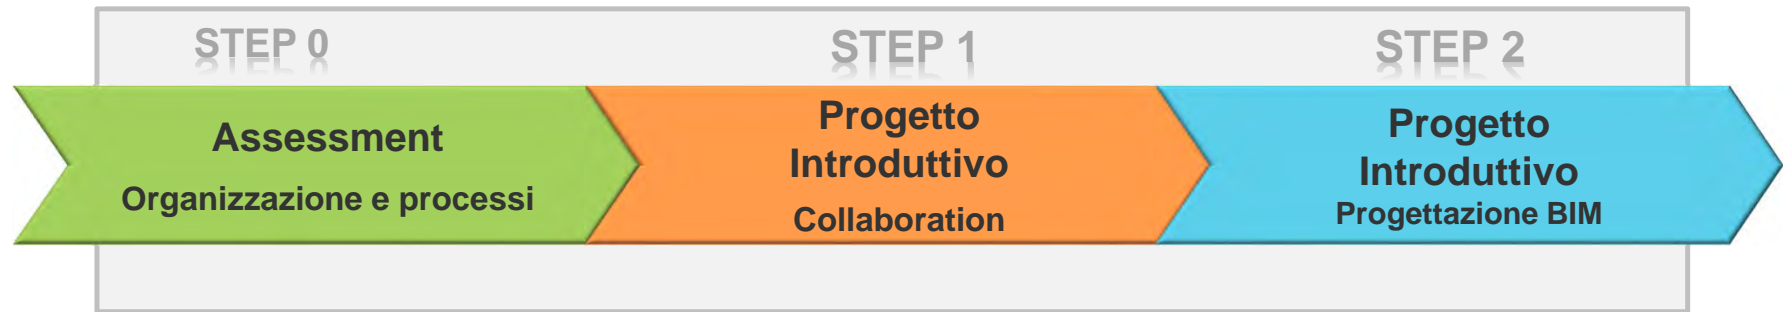 STEP 0
STEP 1
STEP 2
Assessment
Organizzazione e processi
Progetto
Introduttivo
Collaboration
Progetto
Introduttivo
Progettazione BIM